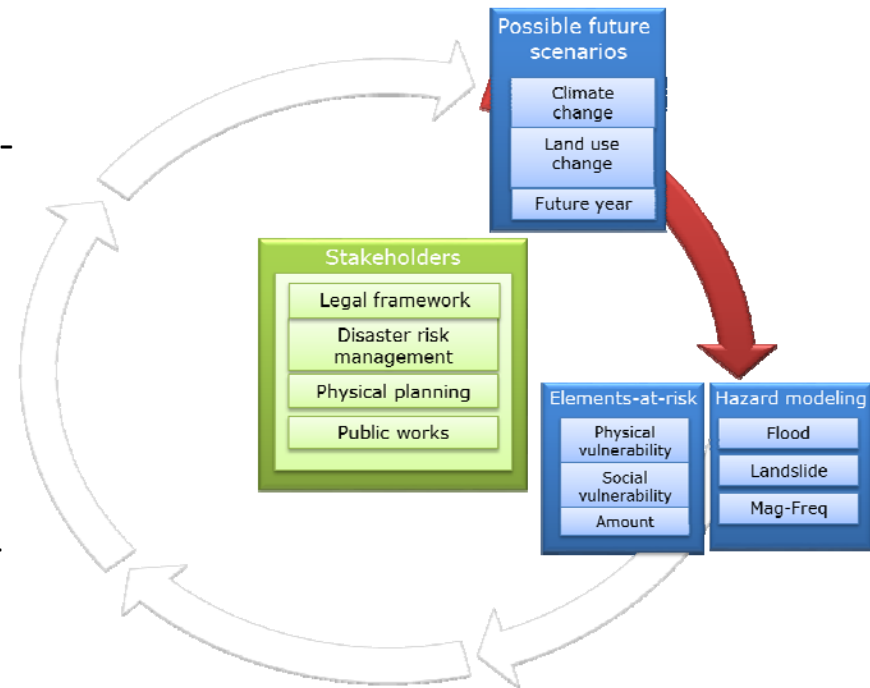 Possible future
scenarios
Climate
change
Land use
change
Future year
-
Stakeholders
Legal framework
Disaster risk
management
Physical planning
Public works
Elements-at-risk
Physical
vulnerability
Social
vulnerability
Amount
Hazard modeling
Flood
Landslide
Mag-Freq
.